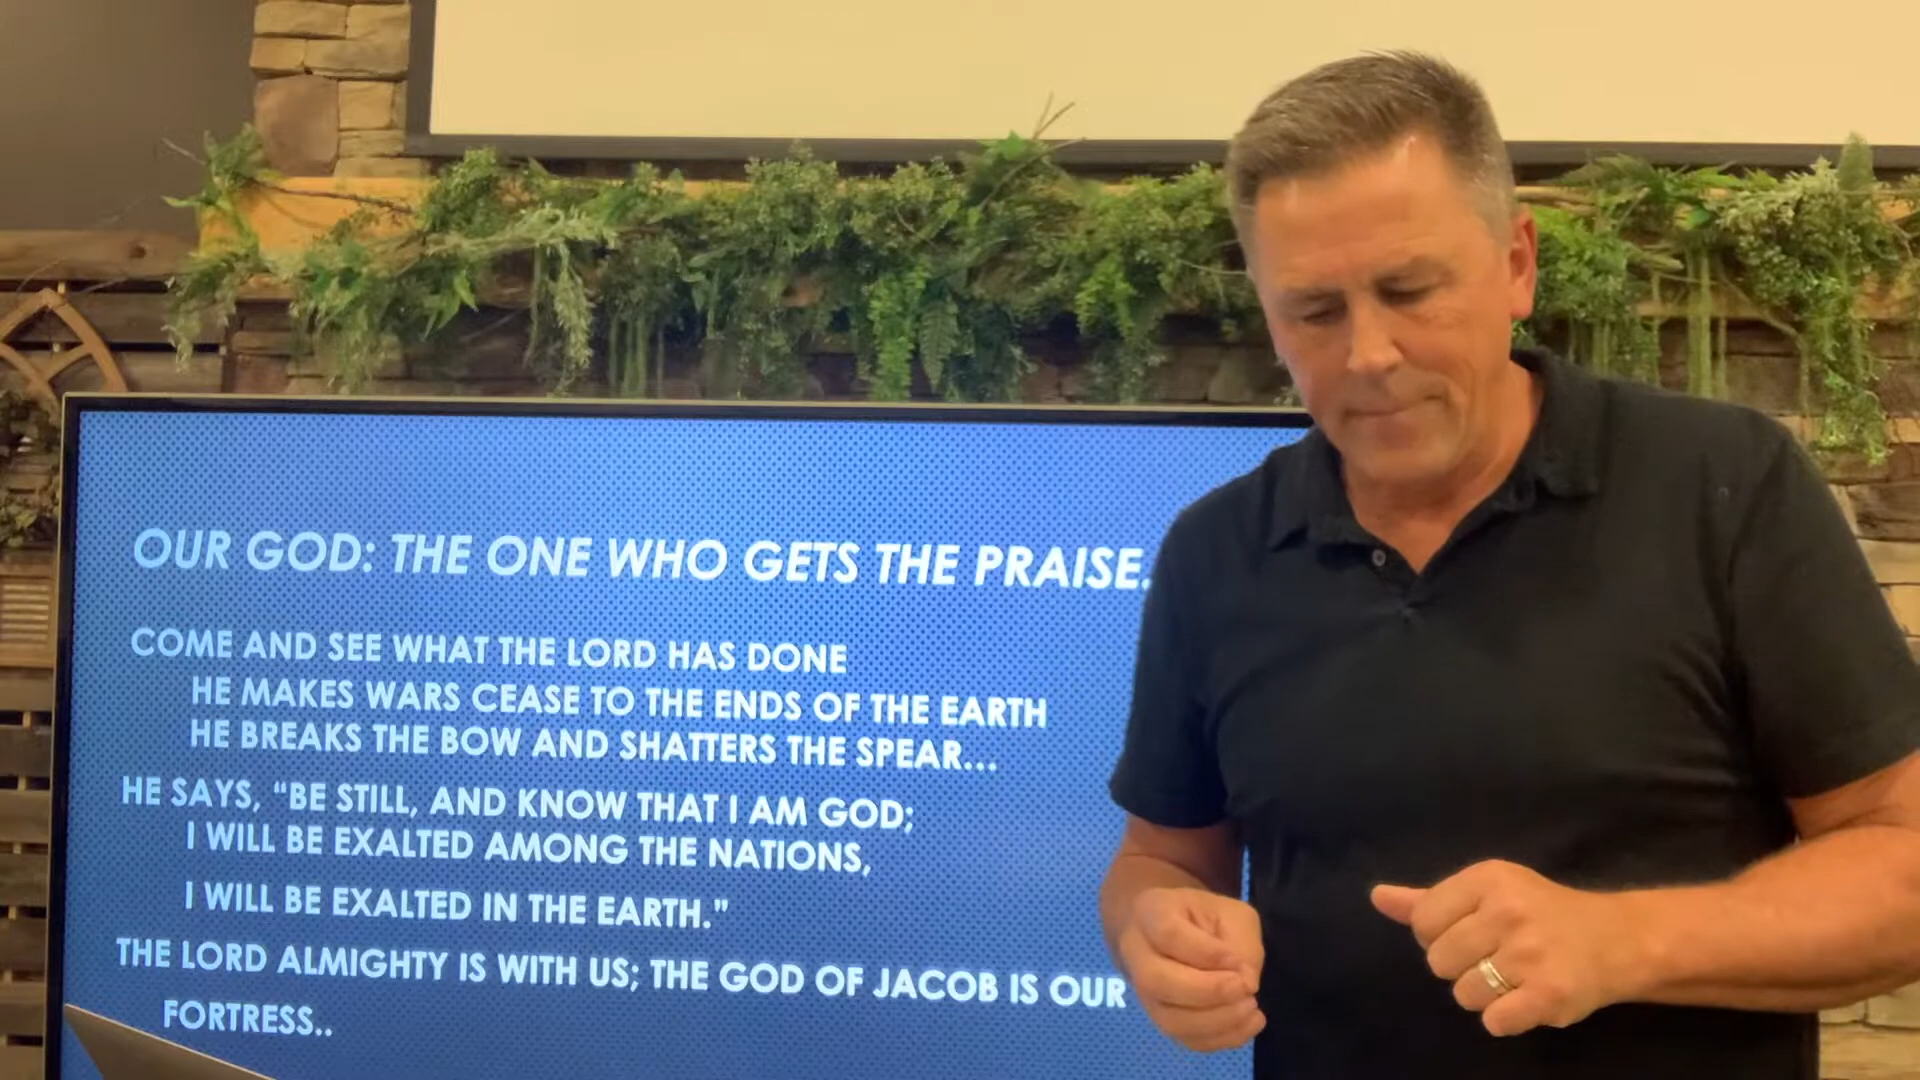 OUR GOD: THE ONE WHO GETS THE PRAISE.
COME AND SEE WHAT THE LORD HAS DONE
HE MAKES WARS CEASE TO THE ENDS OF THE EARTH
HE BREAKS THE BOW AND SHATTERS THE SPEAR...
HE SAYS, “BE STILL, AND KNOW THAT I AM GOD;
I WILL BE EXALTED AMONG THE NATIONS,
I WILL BE EXALTED IN THE EARTH."
THE LORD ALMIGHTY IS WITH US; THE GOD OF JACOB IS OUR
FORTRESS..